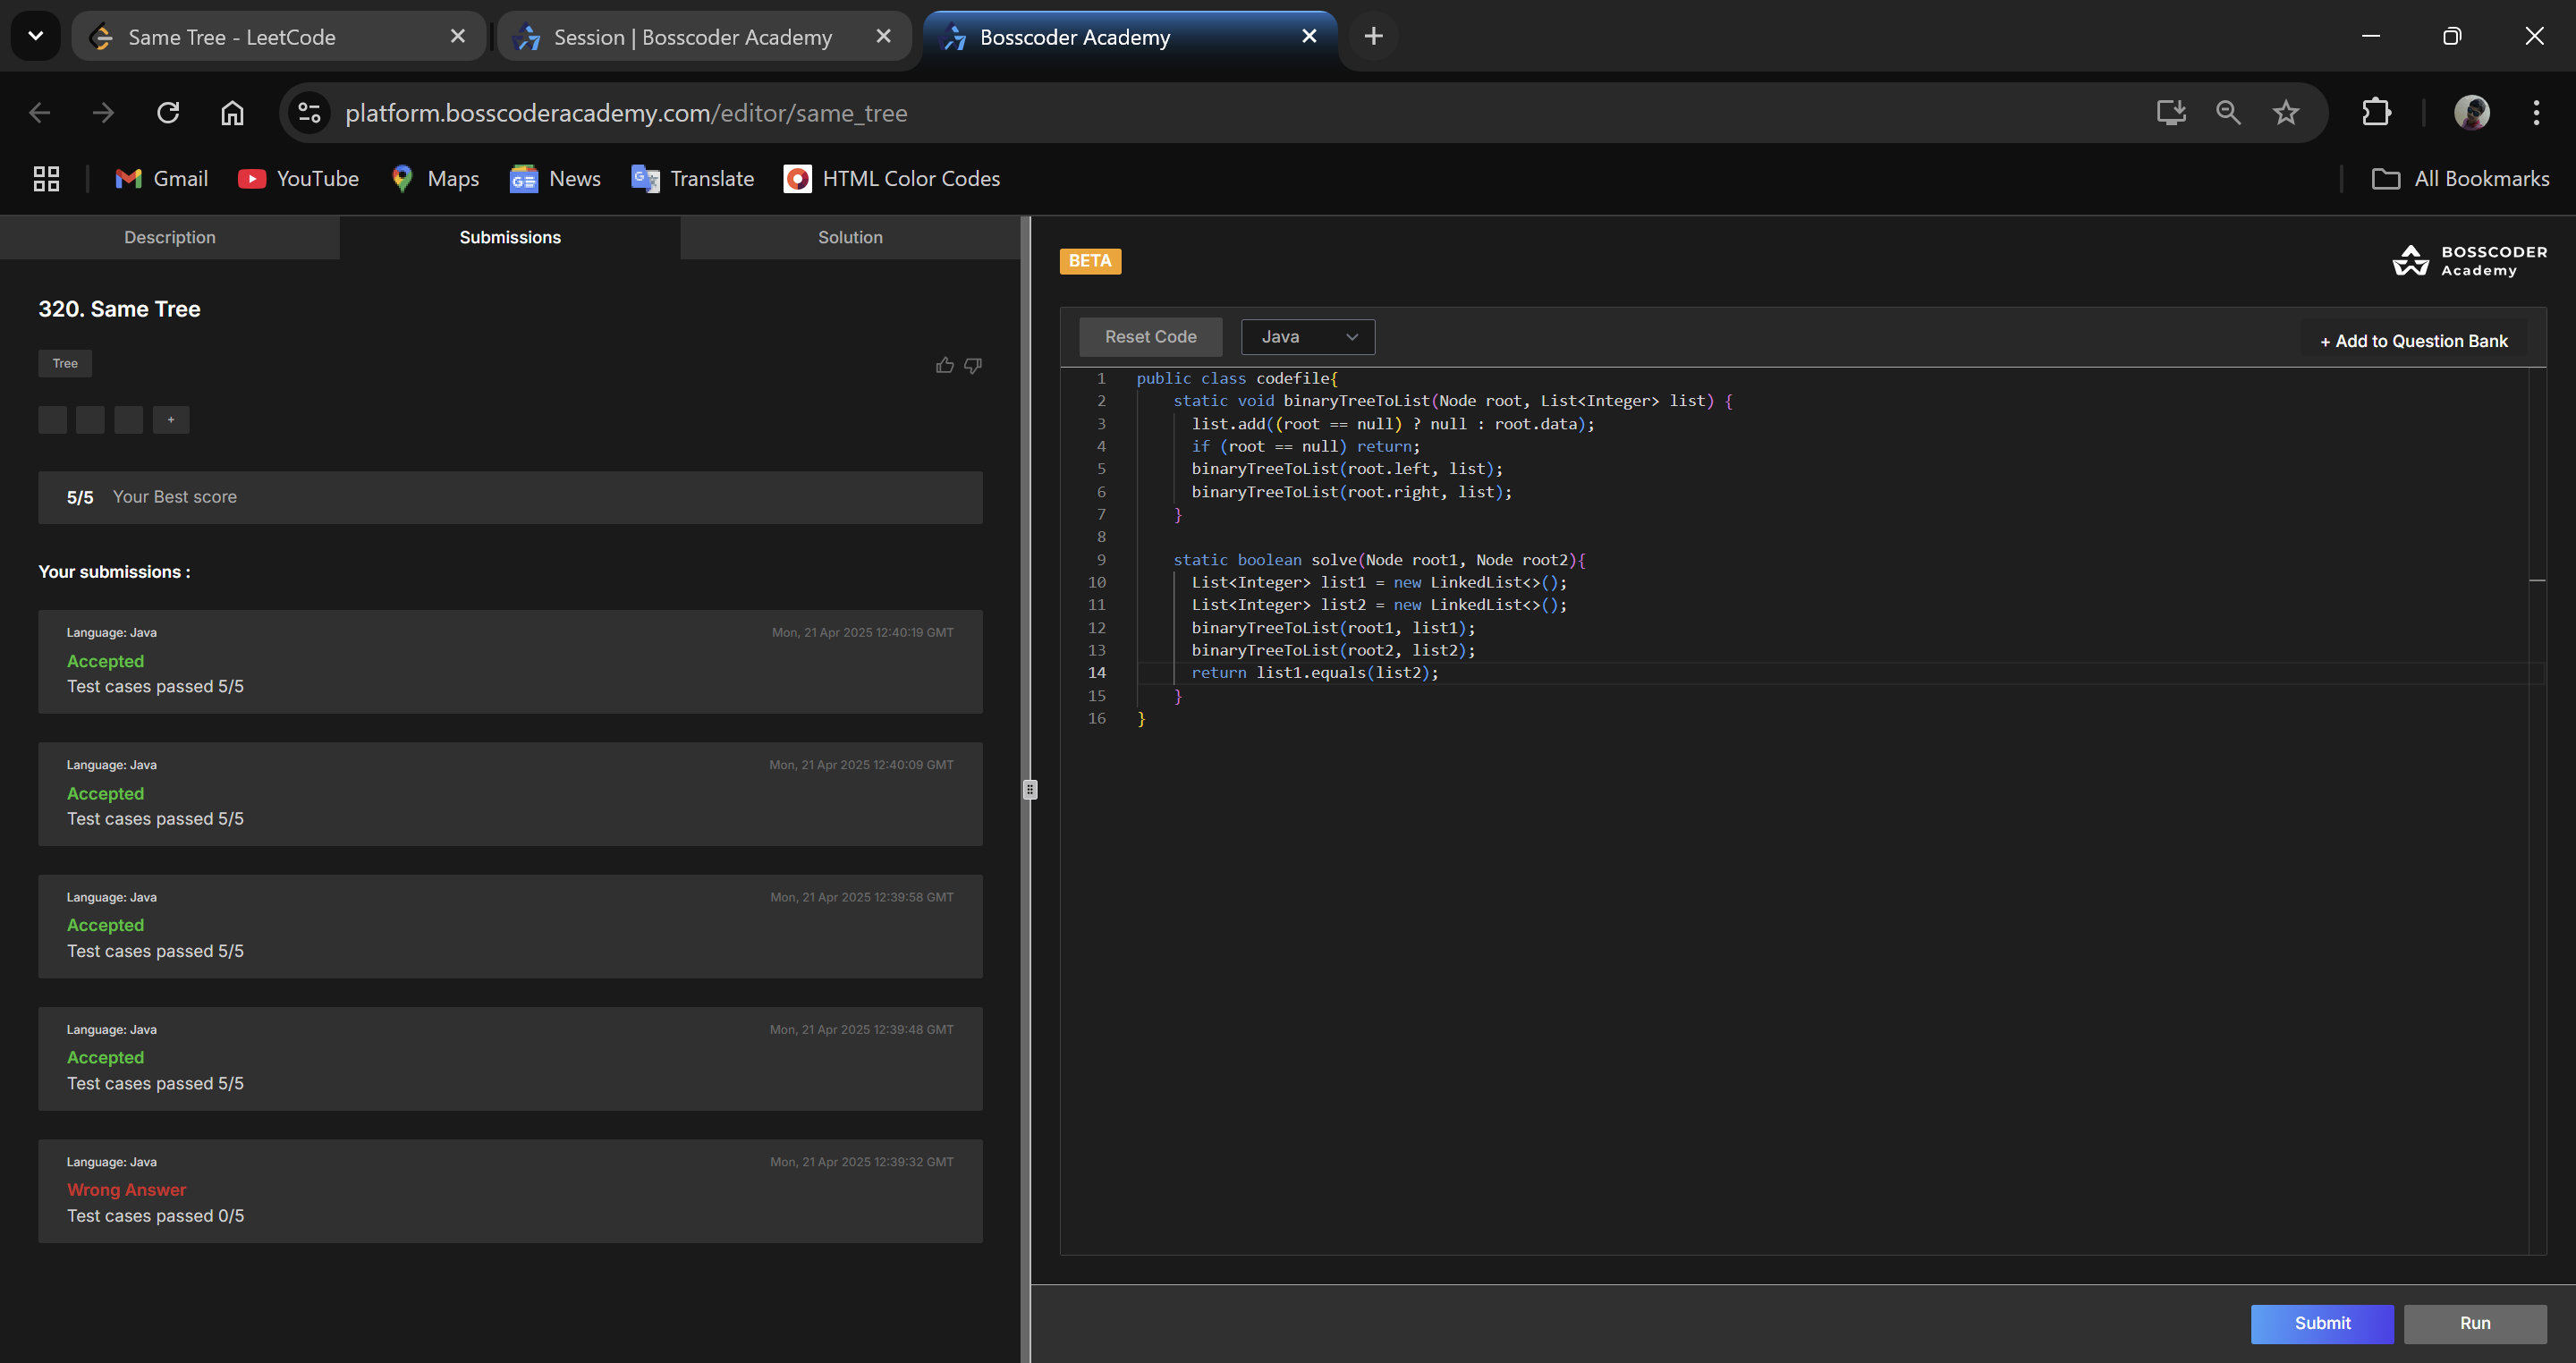 Same Tree - LeetCode
Session | Bosscoder Academy
Bosscoder Academy
platform.bosscoderacademy.com/editor/same_tree
Gmail
YouTube
Maps
News
Translate
HTML Color Codes
All Bookmarks
Description
Submissions
Solution
320. Same Tree
Tree
+
5/5 Your Best score
Your submissions :
Language: Java
Mon, 21 Apr 2025 12:40:19 GMT
Accepted
Test cases passed 5/5
Language: Java
Mon, 21 Apr 2025 12:40:09 GMT
Accepted
Test cases passed 5/5
Language: Java
Mon, 21 Apr 2025 12:39:58 GMT
Accepted
Test cases passed 5/5
Language: Java
Mon, 21 Apr 2025 12:39:48 GMT
Accepted
Test cases passed 5/5
Language: Java
Mon, 21 Apr 2025 12:39:32 GMT
Wrong Answer
Test cases passed 0/5
BETA
BOSSCODER
Academy
Reset Code
Java
+ Add to Question Bank
1 public class codefile{
2 static void binaryTreeToList(Node root, List<Integer> list) {
3 list.add((root == null) ? null : root.data);
4 if (root == null) return;
5 binaryTreeToList(root.left, list);
6 binaryTreeToList(root.right, list);
7 }
8
9 static boolean solve(Node root1, Node root2){
10 List<Integer> list1 = new LinkedList<>();
11 List<Integer> list2 = new LinkedList<>();
12 binaryTreeToList(root1, list1);
13 binaryTreeToList(root2, list2);
14 return list1.equals(list2);
15 }
16 }
Submit
Run